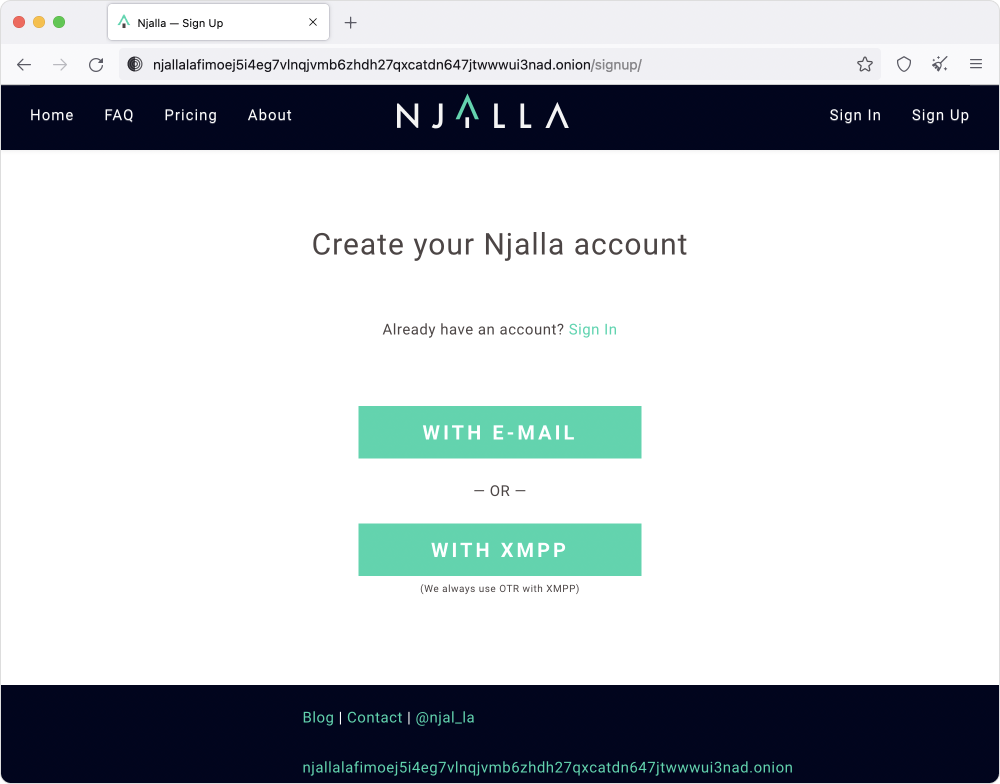 Njalla — Sign Up
njallalafimoej5i4eg7vlnqjvmb6zhdh27qxcatdn647jtwwwui3nad.onion/signup/
Home FAQ Pricing About NJALLA Sign In Sign Up
Create your Njalla account
Already have an account? Sign In
WITH E-MAIL
— OR —
WITH XMPP
(We always use OTR with XMPP)
Blog | Contact | @njal_la
njallalafimoej5i4eg7vlnqjvmb6zhdh27qxcatdn647jtwwwui3nad.onion